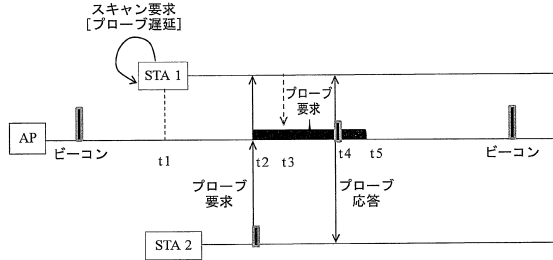 スキャン要求
[プローブ遅延]
STA 1
プローブ
要求
AP
ビーコン
t1
t2
t3
t4
t5
ビーコン
プローブ
要求
プローブ
応答
STA 2